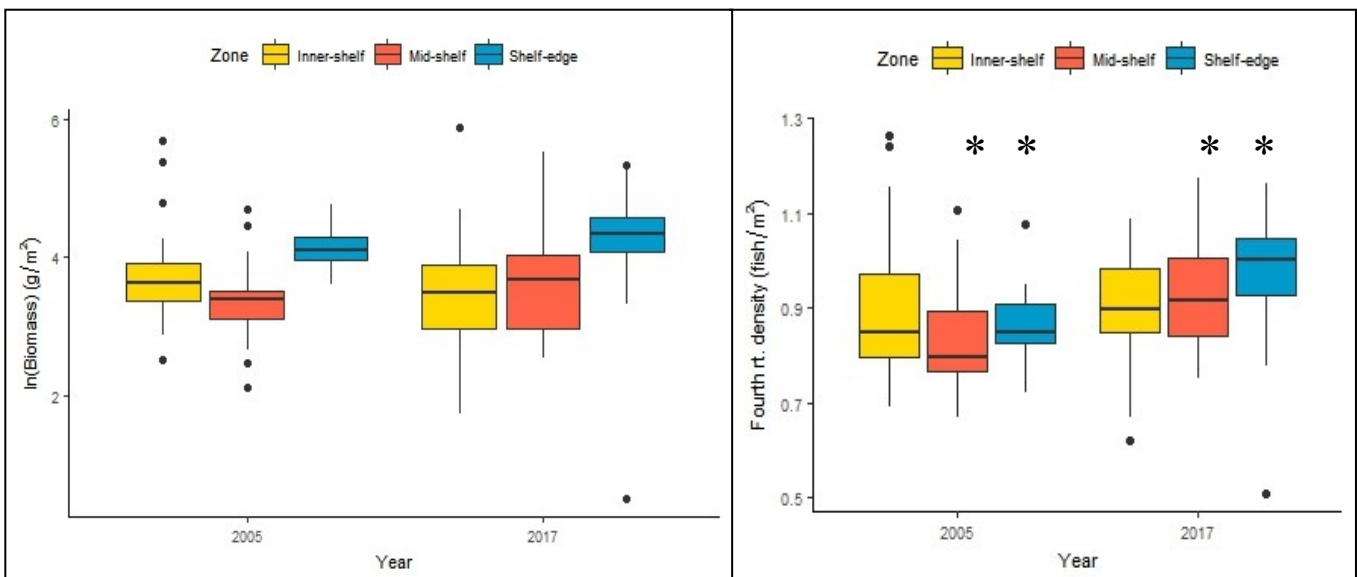 Zone Inner-shelf Mid-shelf Shelf-edge
ln(Biomass) (g/m²)
6
4
2
2005 2017
Year
Zone Inner-shelf Mid-shelf Shelf-edge
Fourth rt. density (fish/m²)
1.3
1.1
0.9
0.7
0.5
* * * *
2005 2017
Year